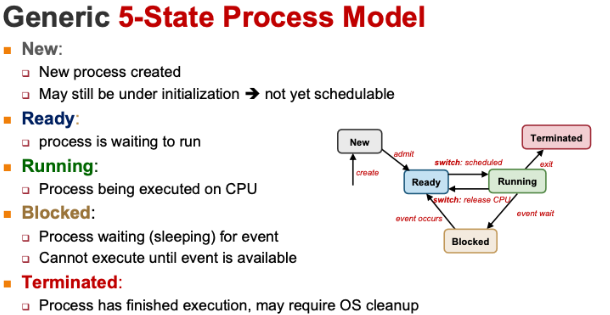 Generic 5-State Process Model
New:
New process created
May still be under initialization ➔ not yet schedulable
Ready:
process is waiting to run
Running:
Process being executed on CPU
Blocked:
Process waiting (sleeping) for event
Cannot execute until event is available
Terminated:
Process has finished execution, may require OS cleanup
New
create
admit
Ready
switch: scheduled
switch: release CPU
Running
exit
Terminated
event wait
event occurs
Blocked